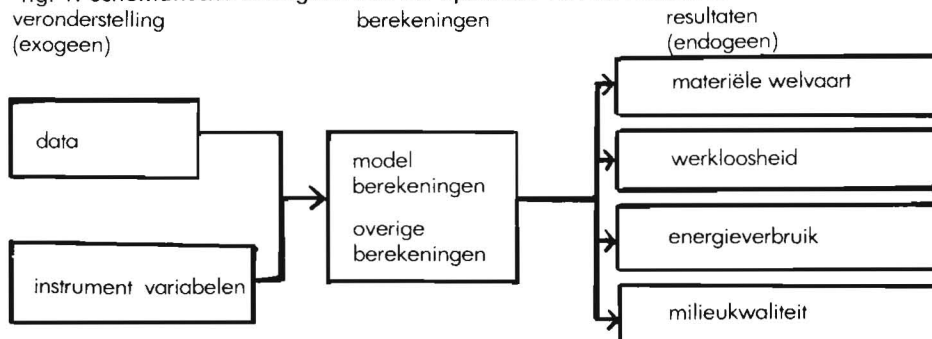 veronderstelling
(exogeen)
berekeningen
resultaten
(endogeen)
data
instrument variabelen
model
berekeningen
overige
berekeningen
materiële welvaart
werkloosheid
energieverbruik
milieukwaliteit